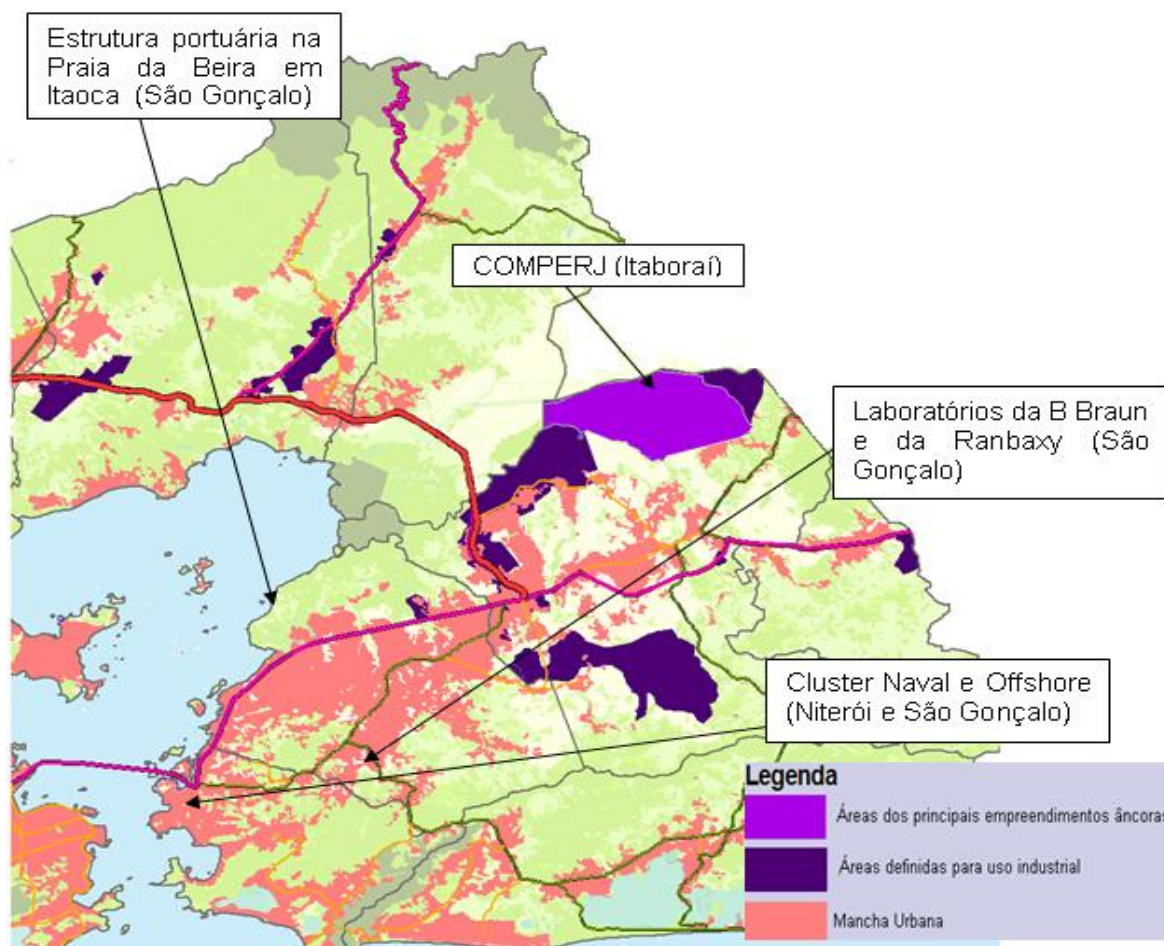 Estrutura portuária na
Praia da Beira em
Itaoca (São Gonçalo)
COMPERJ (Itaboraí)
Laboratórios da B Braun
e da Ranbaxy (São
Gonçalo)
Cluster Naval e Offshore
(Niterói e São Gonçalo)
Legenda
Áreas dos principais empreendimentos âncoras
Áreas definidas para uso industrial
Mancha Urbana